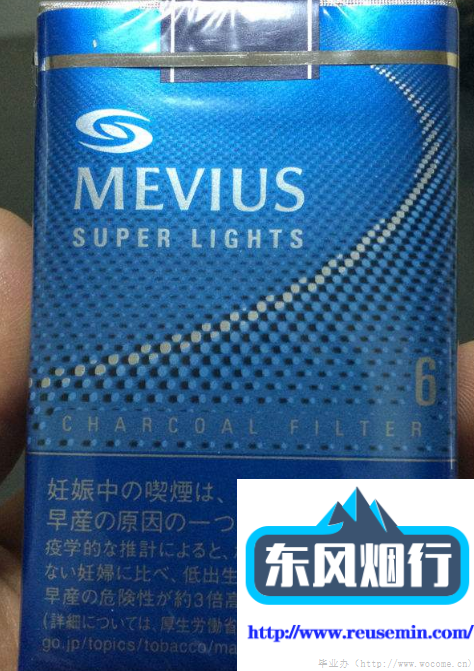 MEVIUS
SUPER LIGHTS
6
CHARCOAL FILTER
妊娠中の喫煙は、
早産の原因の一つ
疫学的な推計によると、
ない妊婦に比べ、低出生
早産の危険性が約3倍高
(詳細については、厚生労働省
go.jp/topics/tobacco/ma
东风烟行
http://www.reusemin.com/
毕业办(http://www.wocome.cn)